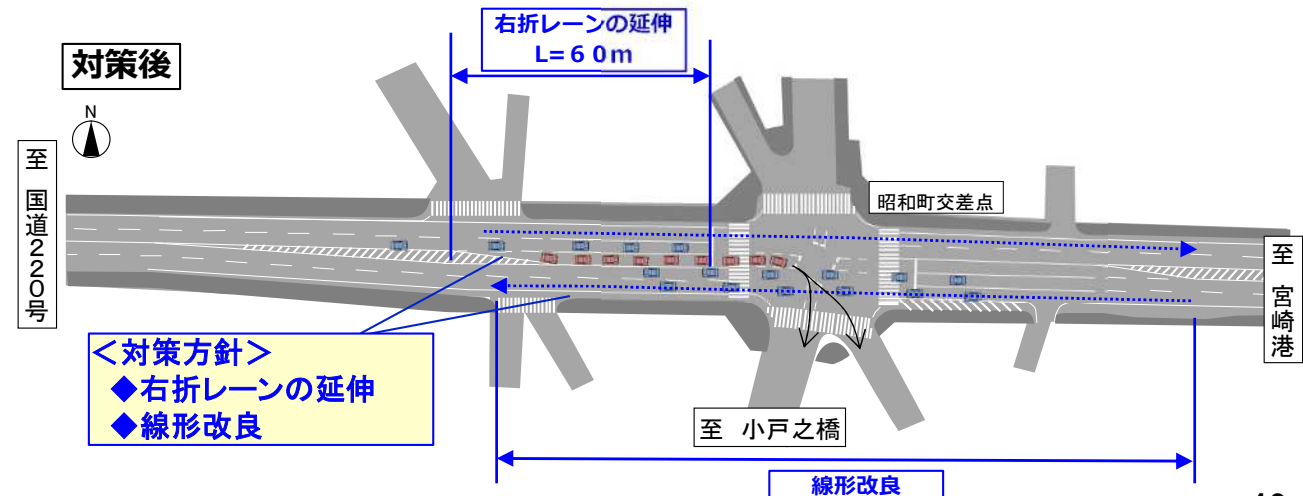 右折レーンの延伸
L=６０ｍ
対策後
N
至 国道２２０号
昭和町交差点
至 宮崎港
＜対策方針＞
◆右折レーンの延伸
◆線形改良
至 小戸之橋
線形改良